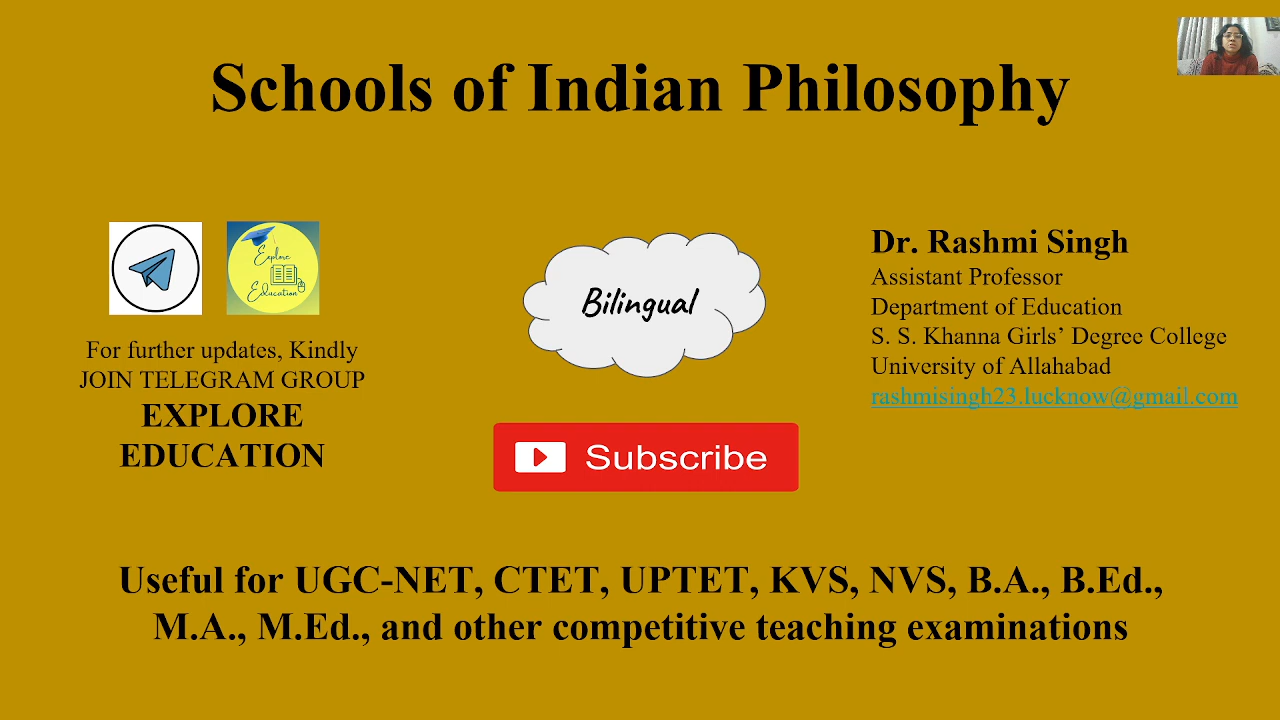 Schools of Indian Philosophy
Explore
Education
For further updates, Kindly
JOIN TELEGRAM GROUP
EXPLORE
EDUCATION
Bilingual
Subscribe
Dr. Rashmi Singh
Assistant Professor
Department of Education
S. S. Khanna Girls’ Degree College
University of Allahabad
rashmisingh23.lucknow@gmail.com
Useful for UGC-NET, CTET, UPTET, KVS, NVS, B.A., B.Ed.,
M.A., M.Ed., and other competitive teaching examinations